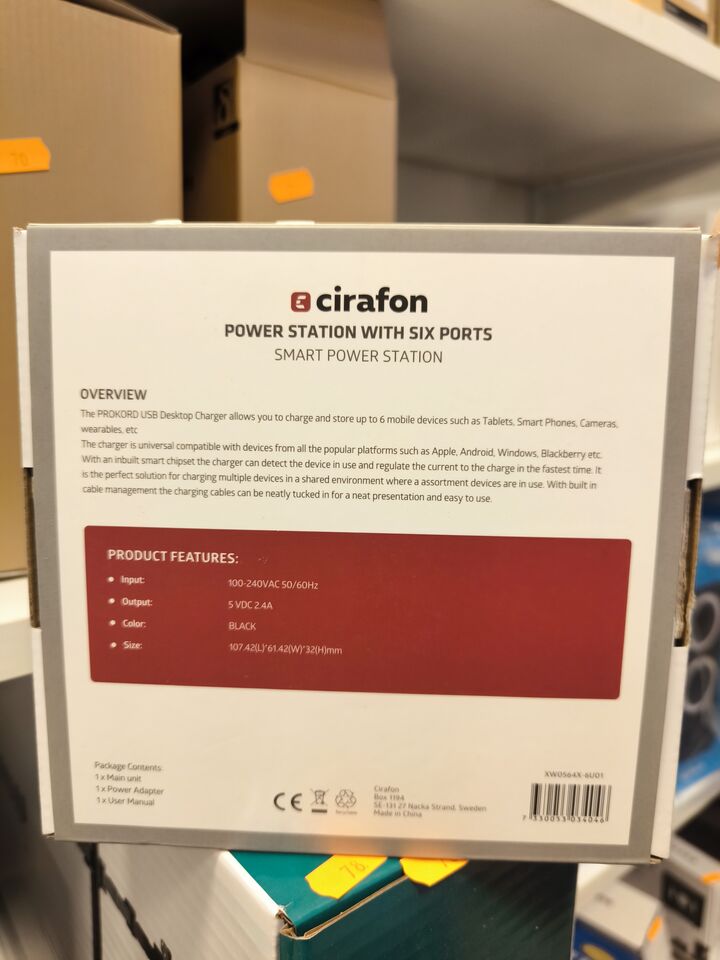 70
cirafon
POWER STATION WITH SIX PORTS
SMART POWER STATION
OVERVIEW
The PROKORD USB Desktop Charger allows you to charge and store up to 6 mobile devices such as Tablets, Smart Phones, Cameras,
wearables, etc
The charger is universal compatible with devices from all the popular platforms such as Apple, Android, Windows, Blackberry etc.
With an inbuilt smart chipset the charger can detect the device in use and regulate the current to the charge in the fastest time. It
is the perfect solution for charging multiple devices in a shared environment where a assortment devices are in use. With built in
cable management the charging cables can be neatly tucked in for a neat presentation and easy to use.
PRODUCT FEATURES:
• Input: 100-240VAC 50/60Hz
• Output: 5 VDC 2.4A
• Color: BLACK
• Size: 107.42(L)*61.42(W)*32(H)mm
Package Contents:
1 x Main unit
1 x Power Adapter
1 x User Manual
CE
Recyclable
Cirafon
Box 1194
SE-131 27 Nacka Strand, Sweden
Made in China
XW0564X-6U01
7 330053 034046
78